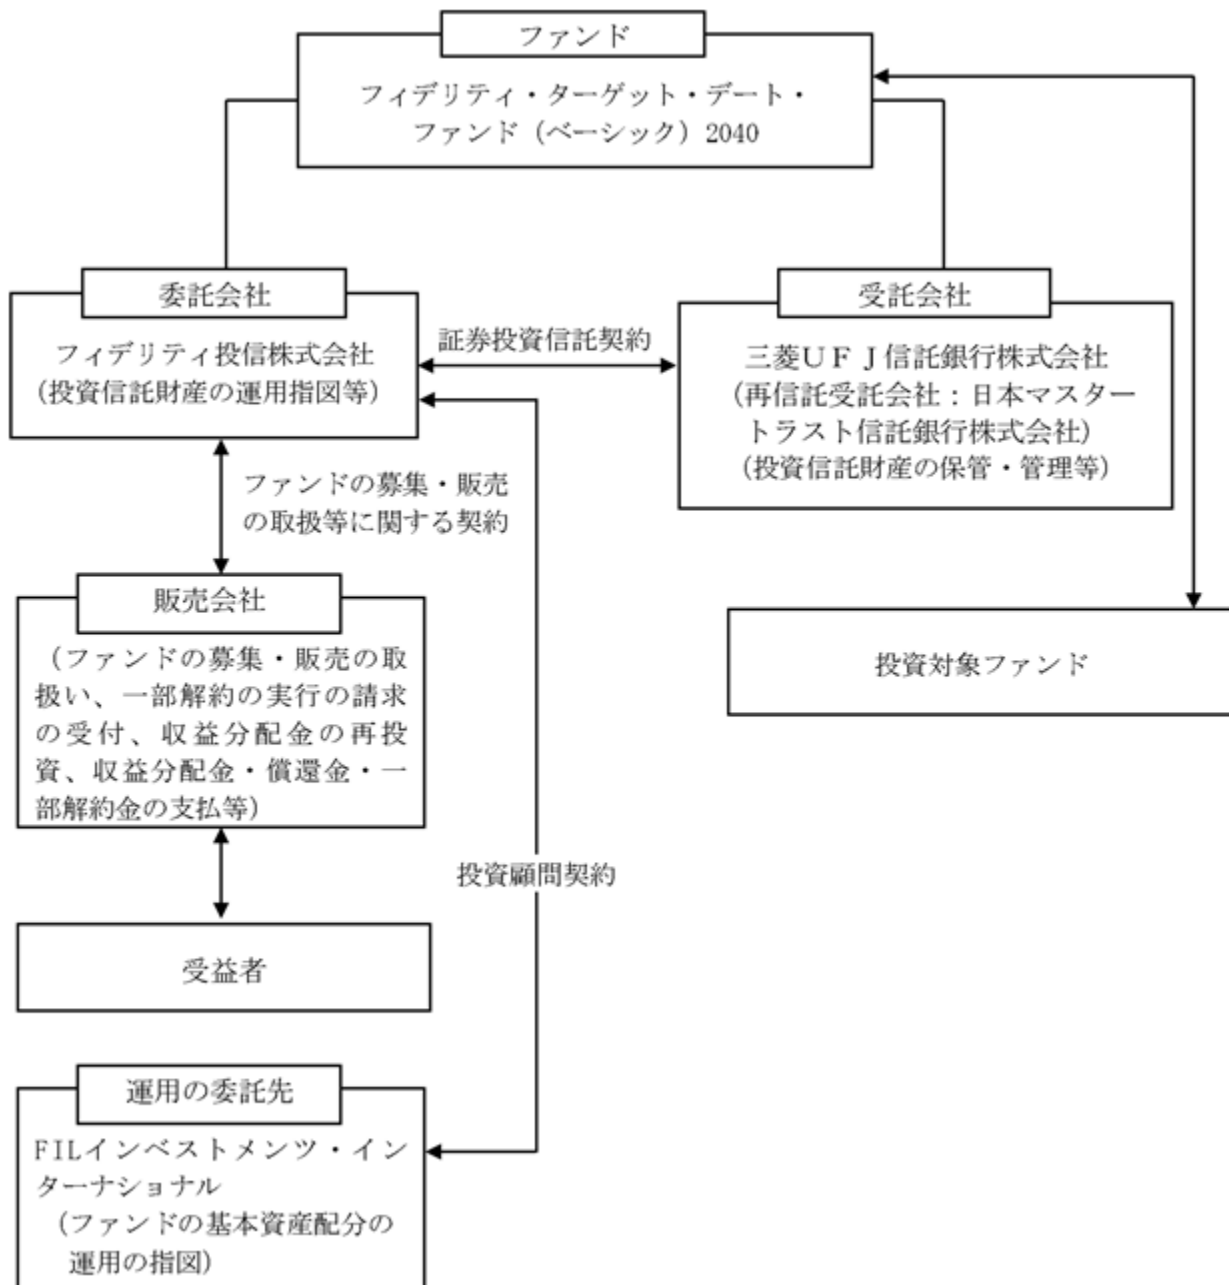 ファンド
フィデリティ・ターゲット・デート・
ファンド（ベーシック）2040
委託会社
フィデリティ投信株式会社
（投資信託財産の運用指図等）
証券投資信託契約
受託会社
三菱ＵＦＪ信託銀行株式会社
（再信託受託会社：日本マスター
トラスト信託銀行株式会社）
（投資信託財産の保管・管理等）
ファンドの募集・販売
の取扱等に関する契約
販売会社
（ファンドの募集・販売の取
扱い、一部解約の実行の請求
の受付、収益分配金の再投
資、収益分配金・償還金・一
部解約金の支払等）
投資対象ファンド
投資顧問契約
受益者
運用の委託先
FILインベストメンツ・イン
ターナショナル
（ファンドの基本資産配分の
運用の指図）